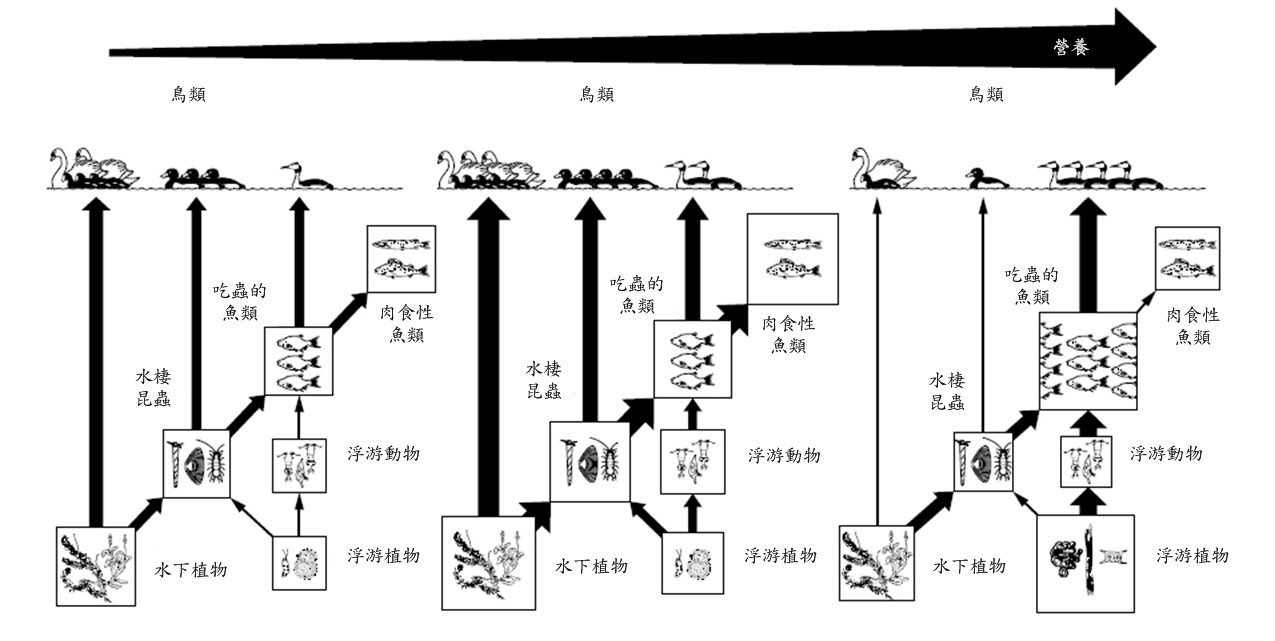 營養
鳥類
鳥類
鳥類
吃蟲的
魚類
肉食性
魚類
水棲
昆蟲
浮游動物
浮游植物
水下植物
吃蟲的
魚類
肉食性
魚類
水棲
昆蟲
浮游動物
浮游植物
水下植物
吃蟲的
魚類
肉食性
魚類
水棲
昆蟲
浮游動物
浮游植物
水下植物